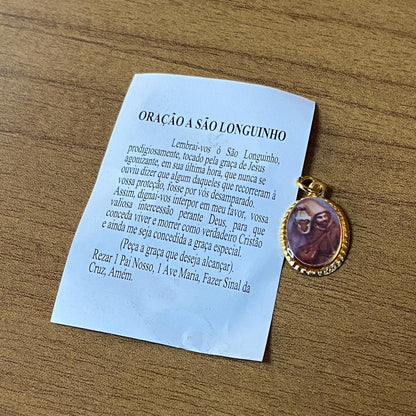 ORAÇÃO A SÃO LONGUINHO
Lembrai-vos ó São Longuinho,
prodigiosamente, tocado pela graça de Jesus
agonizante, em sua última hora, que nunca se
ouviu dizer que algum daqueles que recorreram à
vossa proteção, fosse por vós desamparado.
Assim, dignai-vos interpor em meu favor, vossa
valiosa intercessão perante Deus, para que
conceda viver e morrer como verdadeiro Cristão
e ainda me seja concedida a graça especial.
(Peça a graça que deseja alcançar).
Rezar 1 Pai Nosso, 1 Ave Maria, Fazer Sinal da
Cruz, Amém.